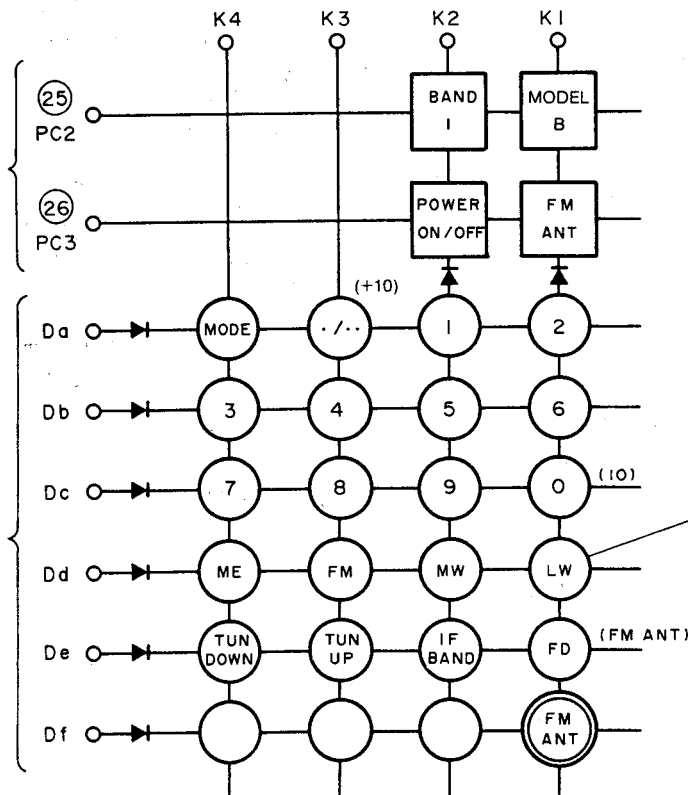 K4 K3 K2 K1
25 PC2 BAND 1 MODEL B
26 PC3 POWER ON/OFF FM ANT
(+10)
Da MODE ·/·· 1 2
Db 3 4 5 6
Dc 7 8 9 0 (10)
Dd ME FM MW LW
De TUN DOWN TUN UP IF BAND FD (FM ANT)
Df FM ANT